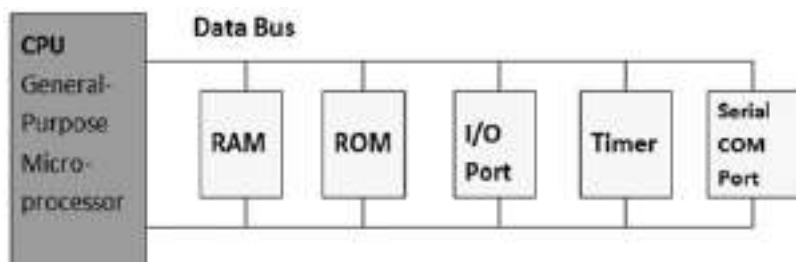 Data Bus
CPU
General-
Purpose
Micro-
processor
RAM
ROM
I/O
Port
Timer
Serial
COM
Port